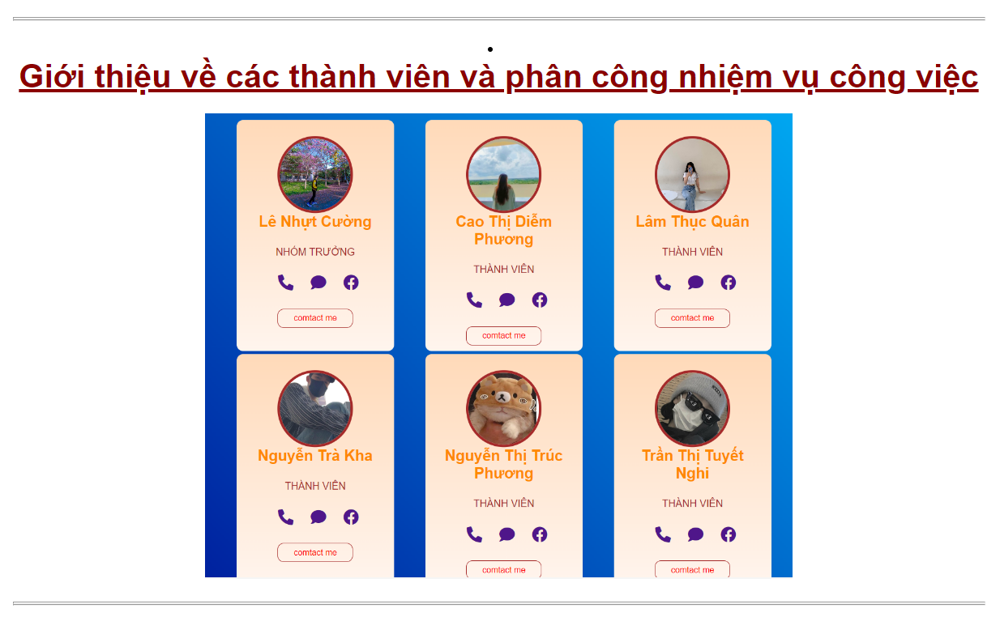 Giới thiệu về các thành viên và phân công nhiệm vụ công việc
Lê Nhựt Cường
NHÓM TRƯỞNG
comtact me
Cao Thị Diễm
Phương
THÀNH VIÊN
comtact me
Lâm Thục Quân
THÀNH VIÊN
comtact me
Nguyễn Trà Kha
THÀNH VIÊN
comtact me
Nguyễn Thị Trúc
Phương
THÀNH VIÊN
comtact me
Trần Thị Tuyết
Nghi
THÀNH VIÊN
comtact me